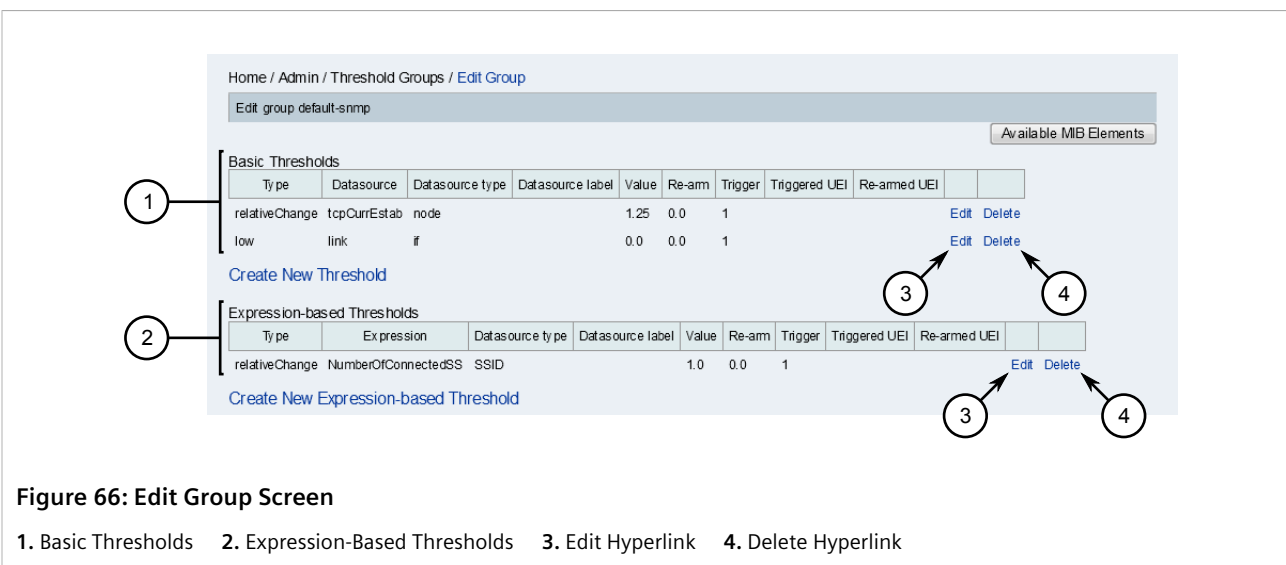 Home / Admin / Threshold Groups / Edit Group
Edit group default-snmp
Available MIB Elements
Basic Thresholds
Type Datasource Datasource type Datasource label Value Re-arm Trigger Triggered UEI Re-armed UEI
1
relativeChange tcpCurrEstab node 1.25 0.0 1 Edit Delete
low link if 0.0 0.0 1 Edit Delete
Create New Threshold
3 4
Expression-based Thresholds
2
Type Expression Datasource type Datasource label Value Re-arm Trigger Triggered UEI Re-armed UEI
relativeChange NumberOfConnectedSS SSID 1.0 0.0 1 Edit Delete
Create New Expression-based Threshold
3 4
Figure 66: Edit Group Screen
1. Basic Thresholds 2. Expression-Based Thresholds 3. Edit Hyperlink 4. Delete Hyperlink